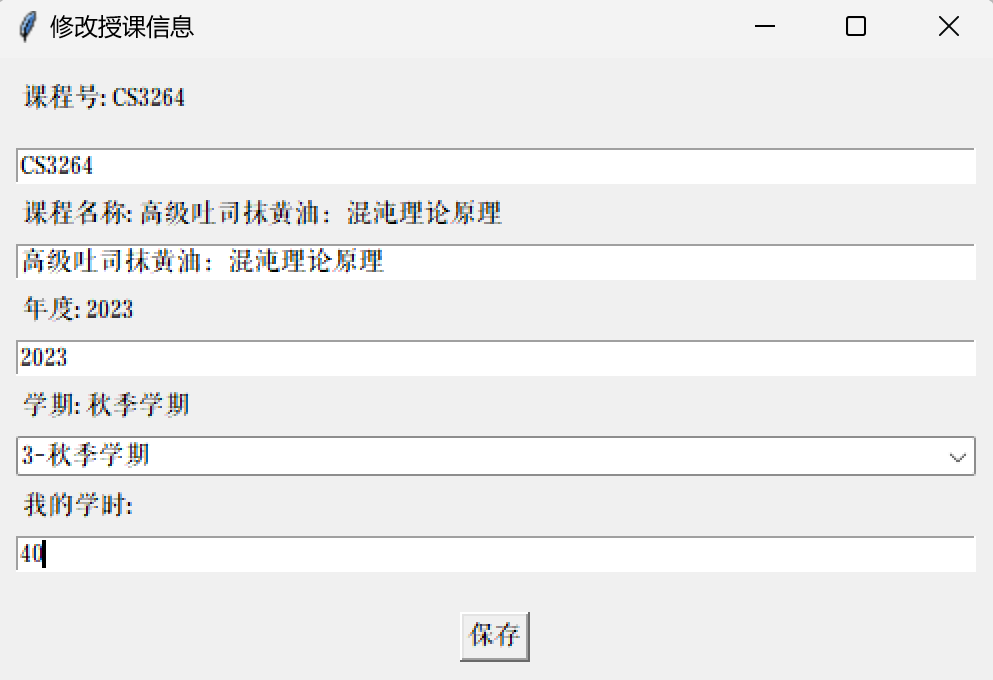 修改授课信息
课程号: CS3264
CS3264
课程名称: 高级吐司抹黄油：混沌理论原理
高级吐司抹黄油：混沌理论原理
年度: 2023
2023
学期: 秋季学期
3-秋季学期
我的学时:
40
保存